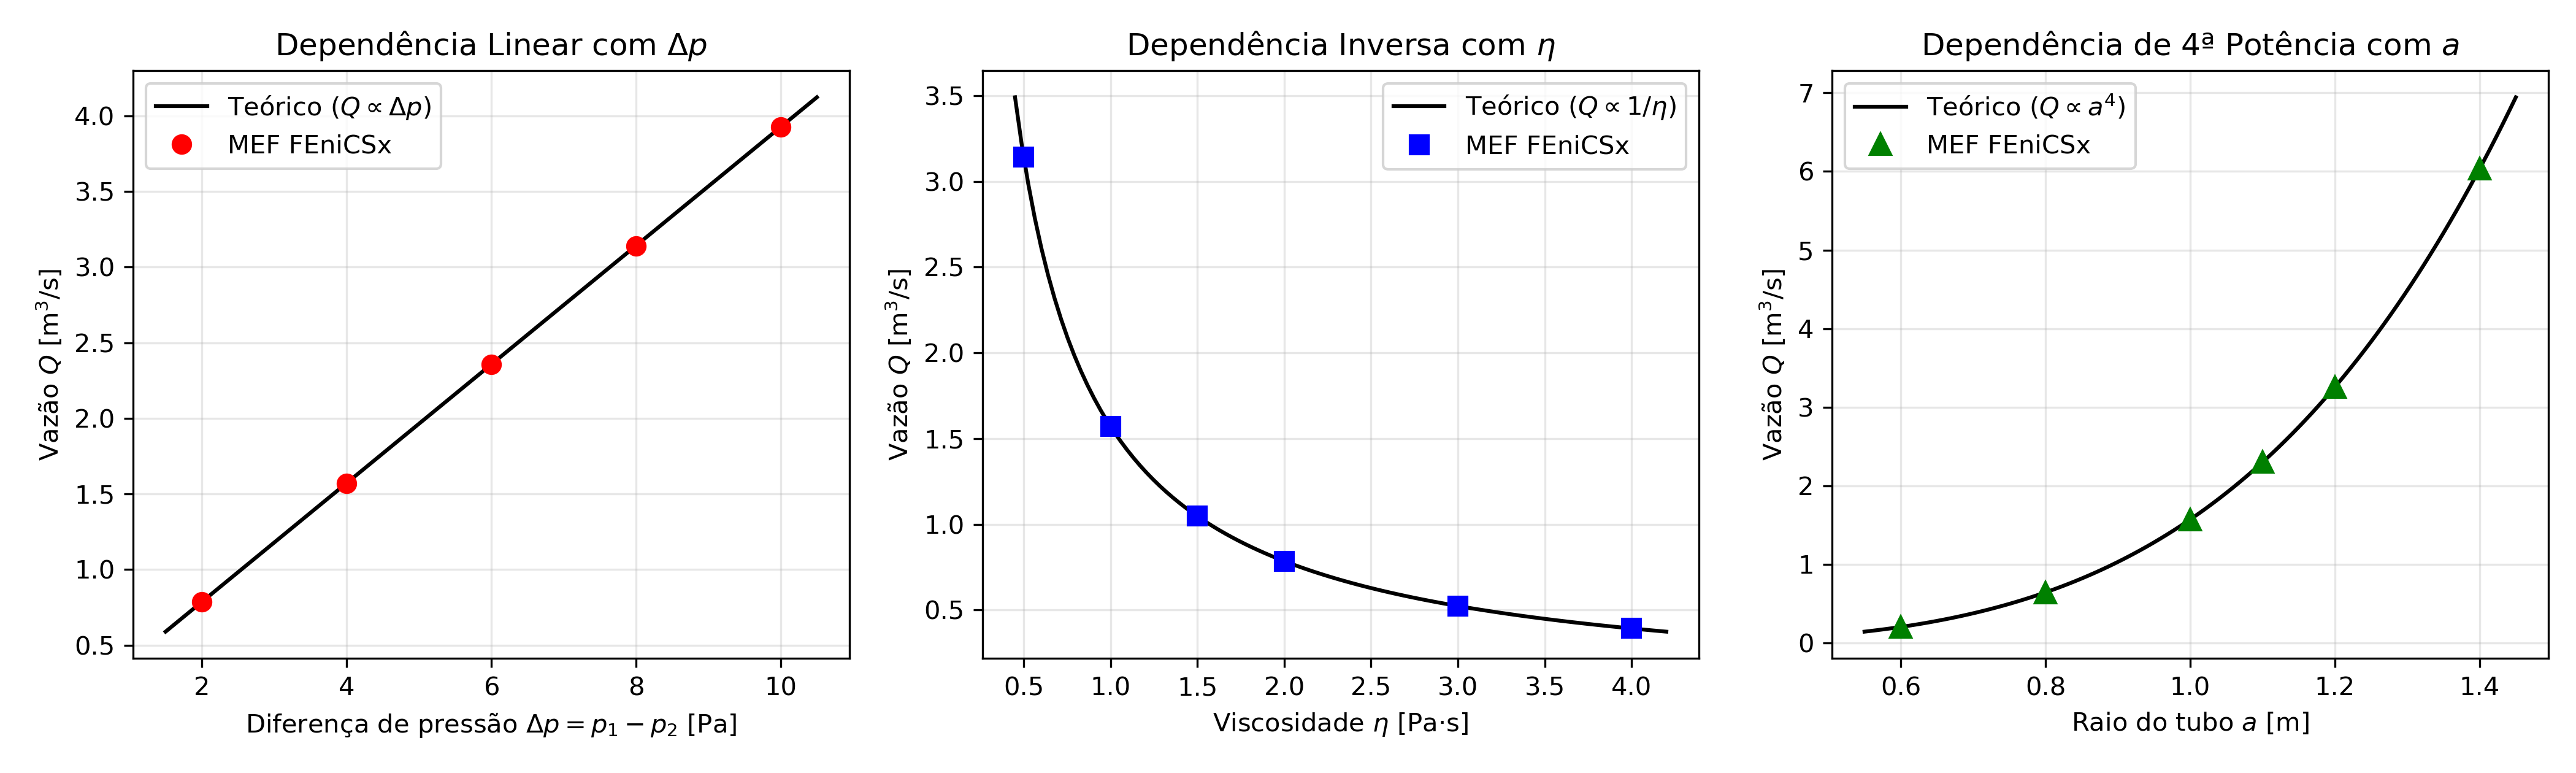 Dependência Linear com Δp
Teórico (Q ∝ Δp)
MEF FEniCSx
4.0
3.5
3.0
2.5
2.0
1.5
1.0
0.5
Vazão Q [m³/s]
2 4 6 8 10
Diferença de pressão Δp = p₁ − p₂ [Pa]
Dependência Inversa com η
Teórico (Q ∝ 1/η)
MEF FEniCSx
3.5
3.0
2.5
2.0
1.5
1.0
0.5
Vazão Q [m³/s]
0.5 1.0 1.5 2.0 2.5 3.0 3.5 4.0
Viscosidade η [Pa·s]
Dependência de 4ª Potência com a
Teórico (Q ∝ a⁴)
MEF FEniCSx
7
6
5
4
3
2
1
0
Vazão Q [m³/s]
0.6 0.8 1.0 1.2 1.4
Raio do tubo a [m]